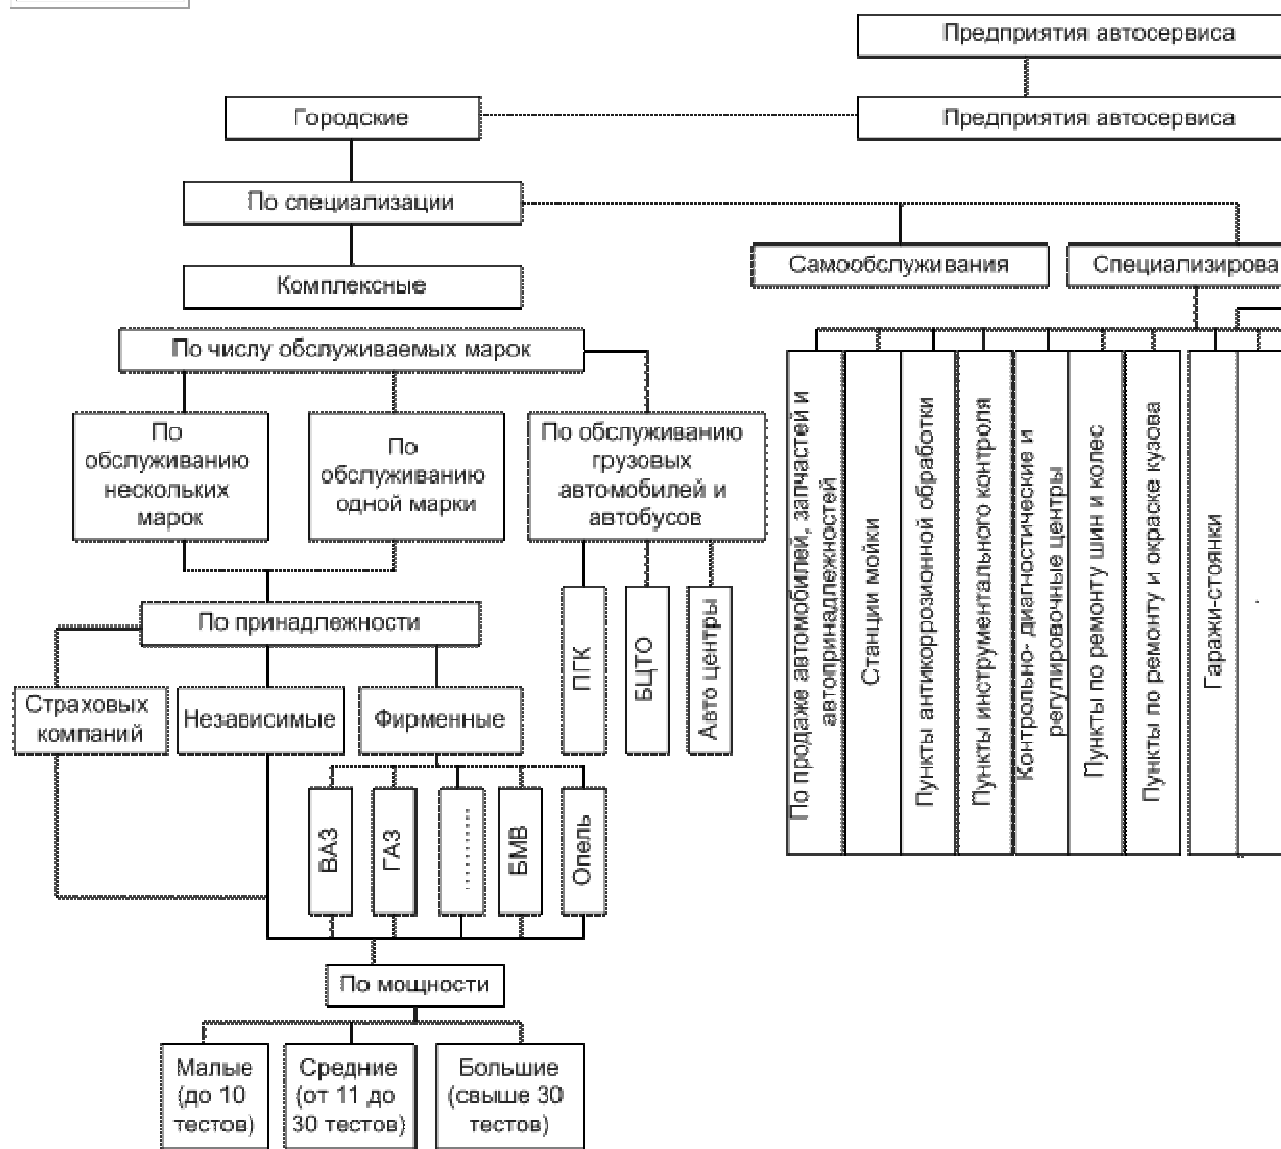 Предприятия автосервиса
Городские
Предприятия автосервиса
По специализации
Самообслуживания
Специализирова
Комплексные
По числу обслуживаемых марок
По
обслуживанию
нескольких
марок
По
обслуживанию
одной марки
По обслуживанию
грузовых
автомобилей и
автобусов
По продаже автомобилей, запчастей и
автопринадлежностей
Станции мойки
Пункты антикоррозионной обработки
Пункты инструментального контроля
Контрольно- диагностические и
регулировочные центры
Пункты по ремонту шин и колес
Пункты по ремонту и окраске кузова
Гаражи-стоянки
ПГК
БЦТО
Авто центры
По принадлежности
Страховых
компаний
Независимые
Фирменные
ВАЗ
ГАЗ
..........
БМВ
Опель
По мощности
Малые
(до 10
тестов)
Средние
(от 11 до
30 тестов)
Большие
(свыше 30
тестов)